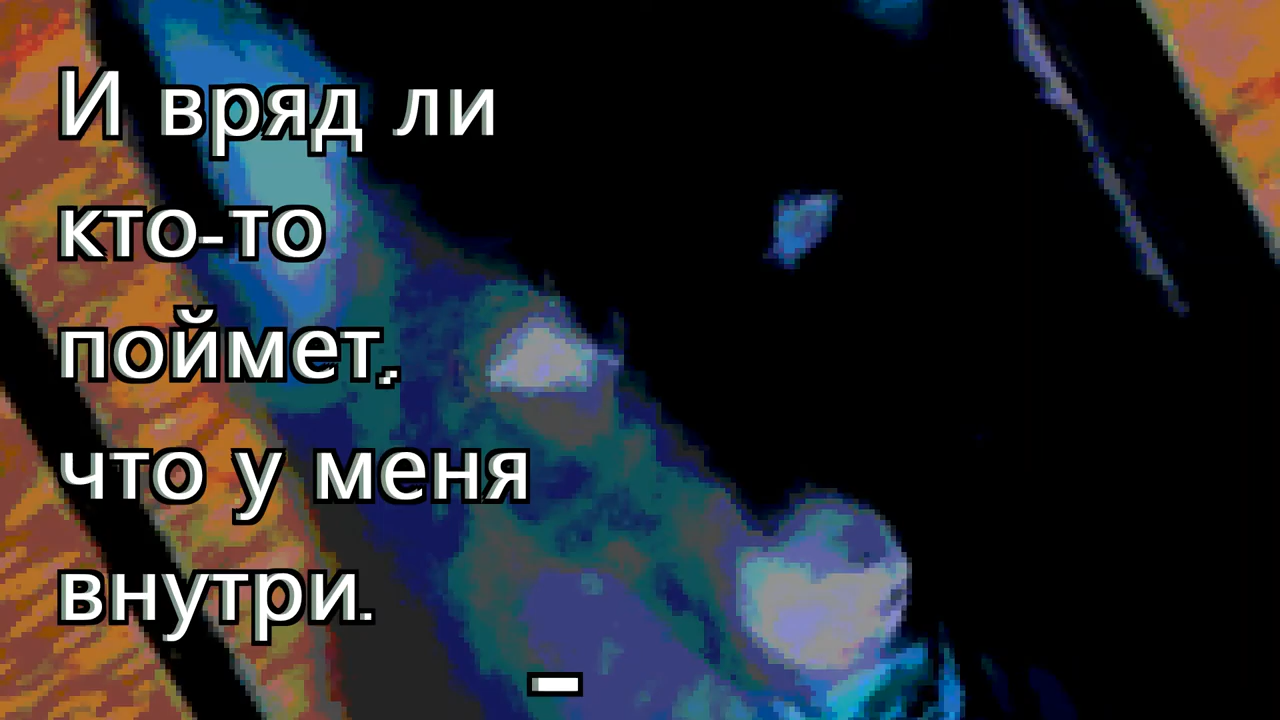 И вряд ли
кто-то
поймет,
что у меня
внутри.
-